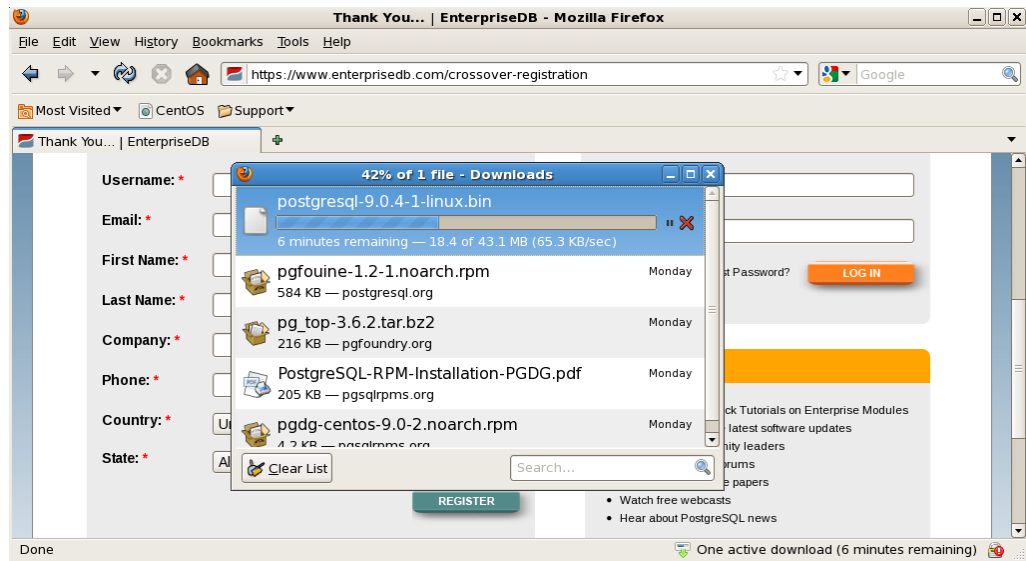 Thank You... | EnterpriseDB - Mozilla Firefox
File Edit View History Bookmarks Tools Help
https://www.enterprisedb.com/crossover-registration
Google
Most Visited CentOS Support
Thank You... | EnterpriseDB
Username: *
Email: *
First Name: *
Last Name: *
Company: *
Phone: *
Country: *
State: *
REGISTER
42% of 1 file - Downloads
postgresql-9.0.4-1-linux.bin
6 minutes remaining — 18.4 of 43.1 MB (65.3 KB/sec)
pgfouine-1.2-1.noarch.rpm Monday
584 KB — postgresql.org
pg_top-3.6.2.tar.bz2 Monday
216 KB — pgfoundry.org
PostgreSQL-RPM-Installation-PGDG.pdf Monday
205 KB — pgsqlrpms.org
pgdg-centos-9.0-2.noarch.rpm Monday
4.2 KB — pgsqlrpms.org
Clear List
Search...
Password?
LOG IN
Tutorials on Enterprise Modules
latest software updates
leaders
papers
Watch free webcasts
Hear about PostgreSQL news
Done
One active download (6 minutes remaining)